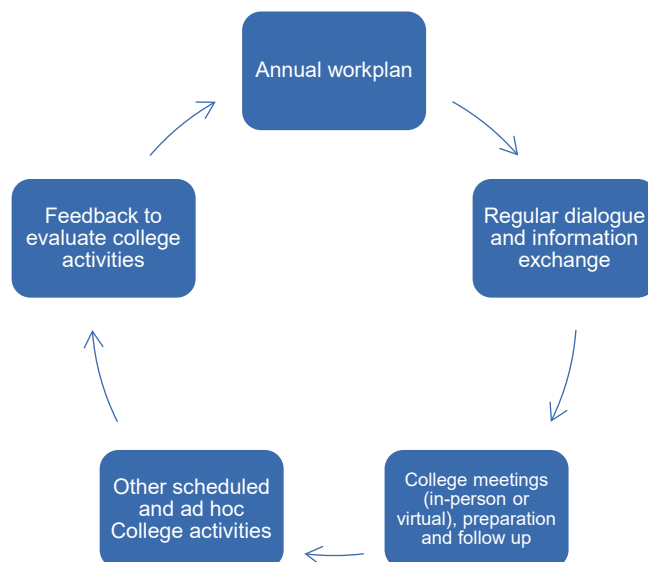 Annual workplan
Regular dialogue
and information
exchange
College meetings
(in-person or
virtual), preparation
and follow up
Other scheduled
and ad hoc
College activities
Feedback to
evaluate college
activities